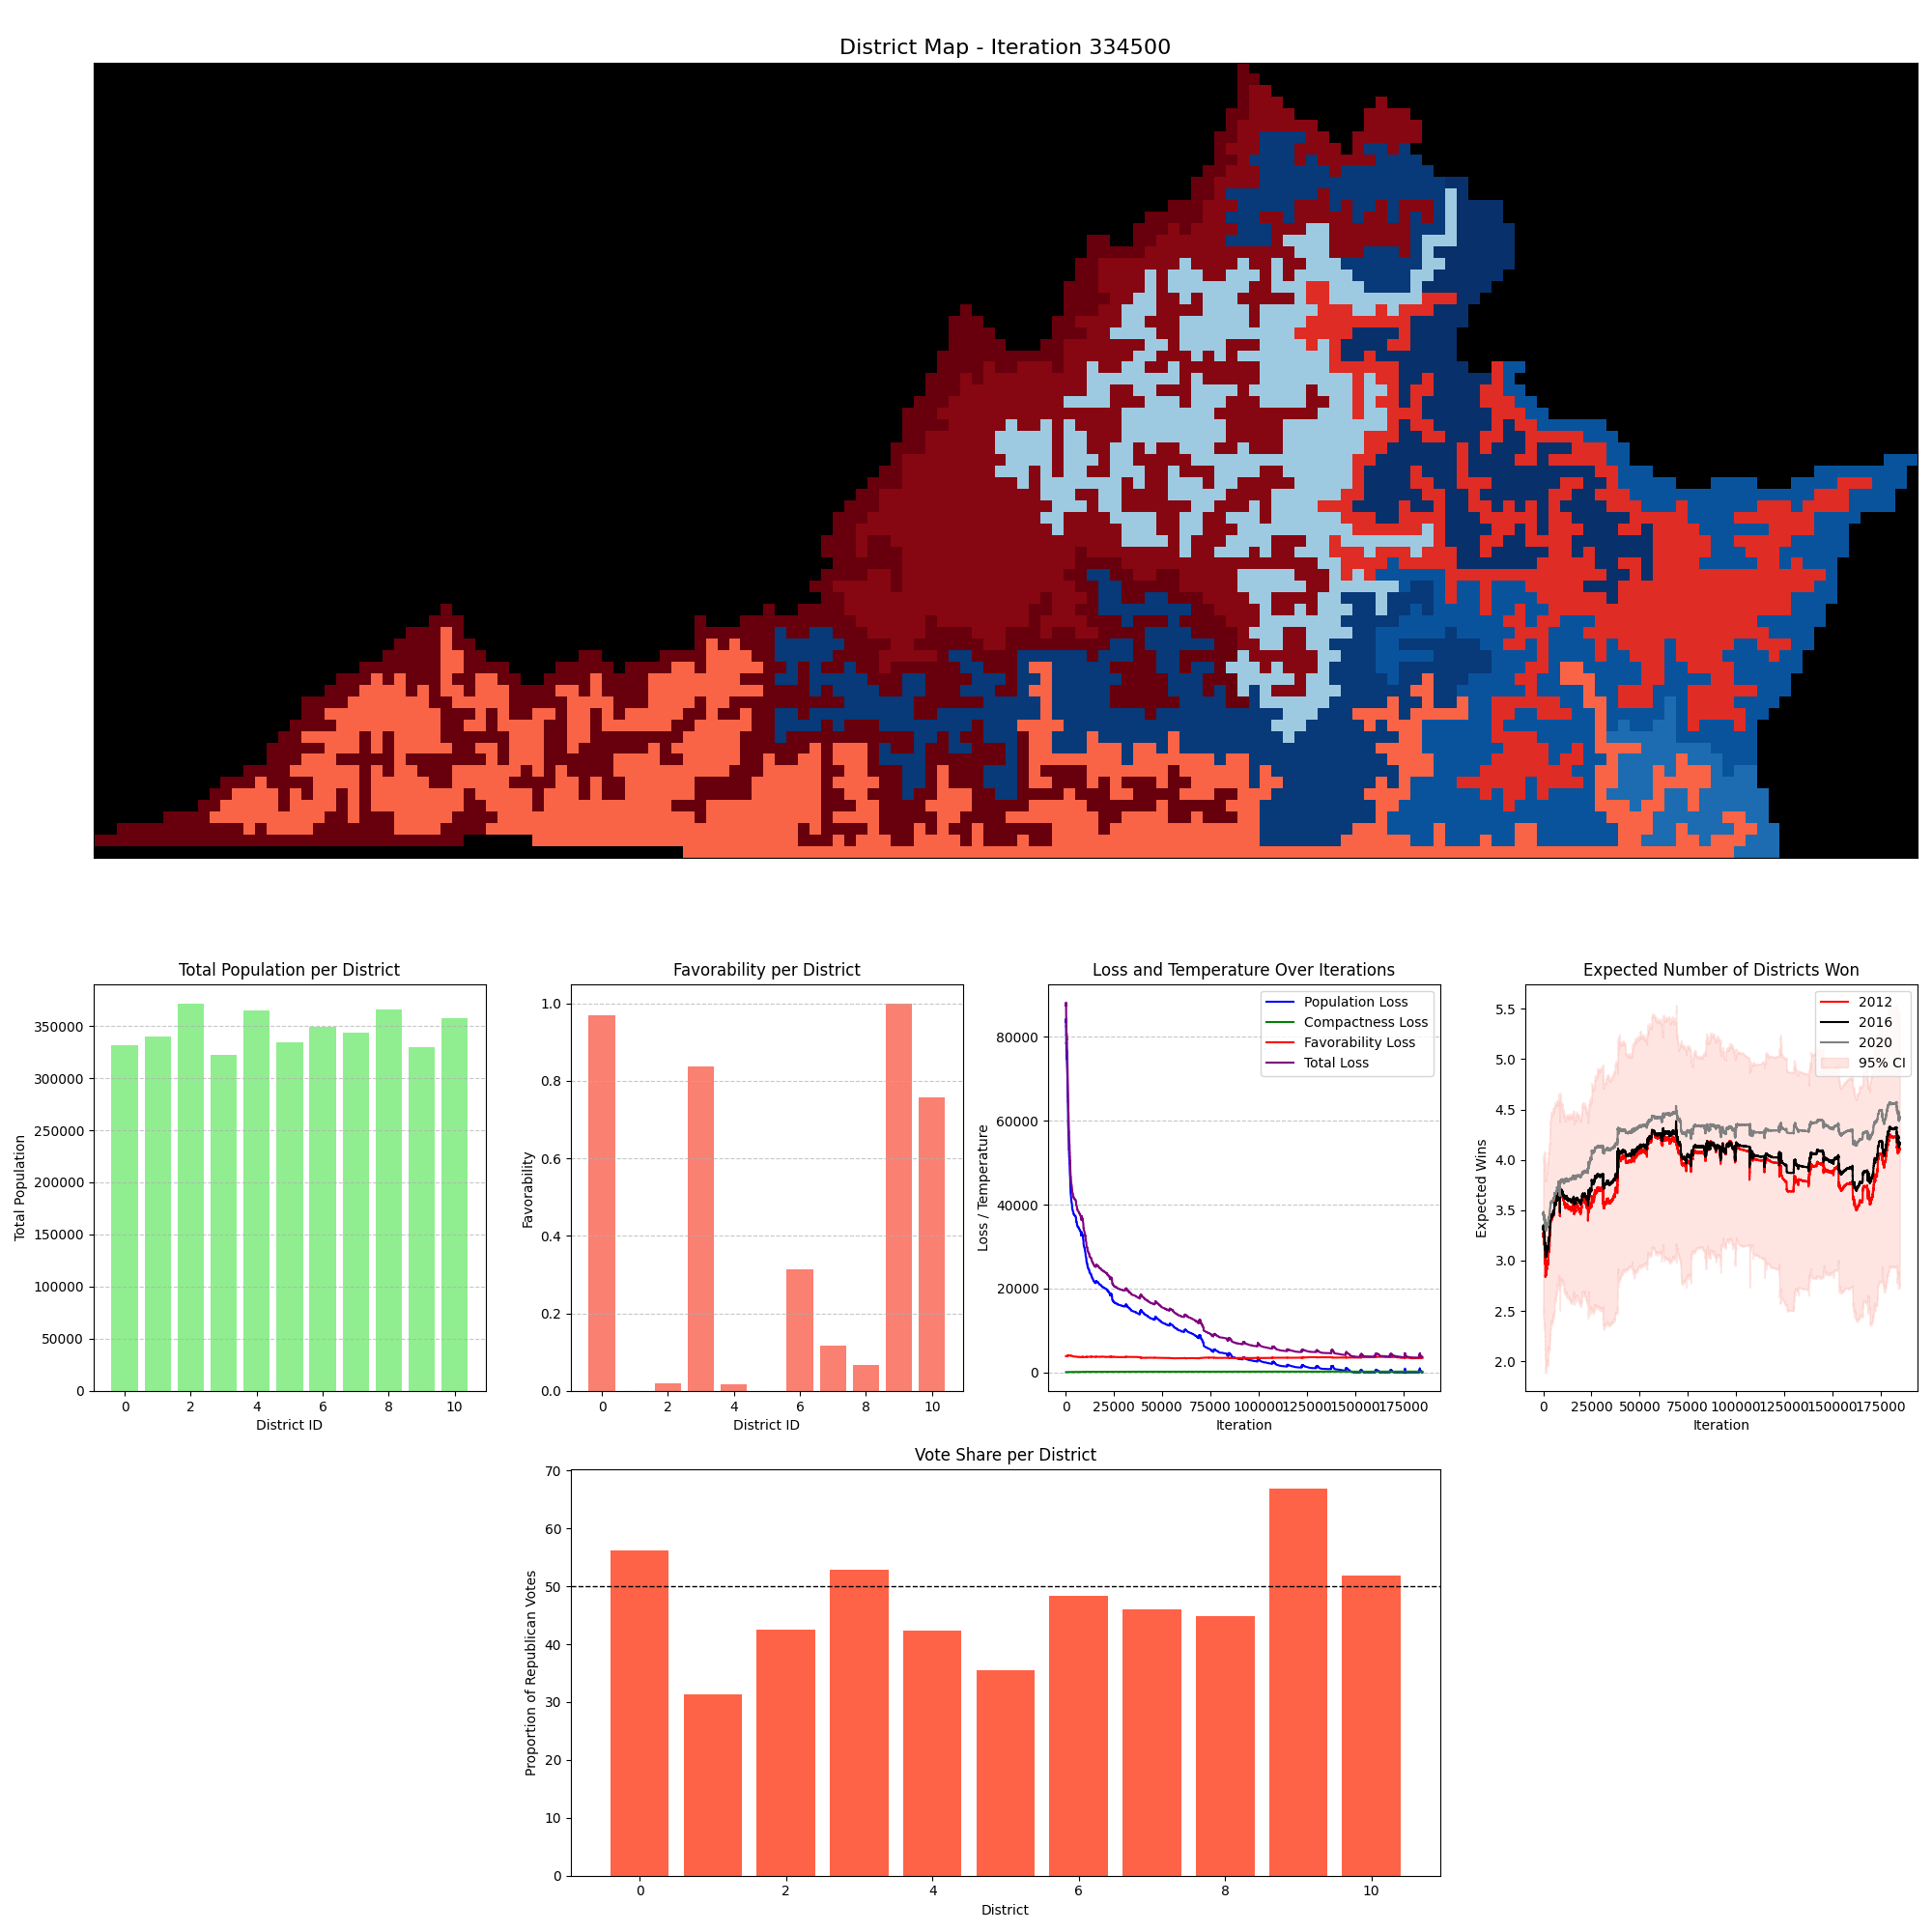 District Map - Iteration 334500
Total Population per District
Total Population
350000
300000
250000
200000
150000
100000
50000
0
0 2 4 6 8 10
District ID
Favorability per District
Favorability
1.0
0.8
0.6
0.4
0.2
0.0
0 2 4 6 8 10
District ID
Loss and Temperature Over Iterations
Loss / Temperature
Population Loss
Compactness Loss
Favorability Loss
Total Loss
80000
60000
40000
20000
0
0 25000 50000 75000 100000 125000 150000 175000
Iteration
Expected Number of Districts Won
Expected Wins
2012
2016
2020
95% CI
5.5
5.0
4.5
4.0
3.5
3.0
2.5
2.0
0 25000 50000 75000 100000 125000 150000 175000
Iteration
Vote Share per District
Proportion of Republican Votes
70
60
50
40
30
20
10
0
0 2 4 6 8 10
District